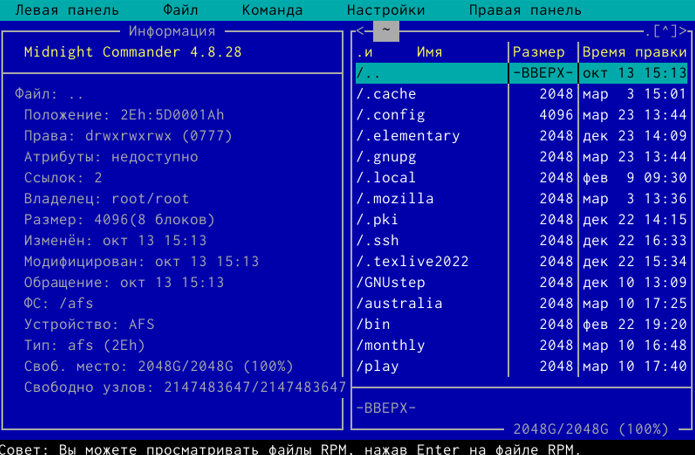 Левая панель Файл Команда Настройки Правая панель
Информация
Midnight Commander 4.8.28
Файл: ..
Положение: 2Eh:5D0001Ah
Права: drwxrwxrwx (0777)
Атрибуты: недоступно
Ссылок: 2
Владелец: root/root
Размер: 4096(8 блоков)
Изменён: окт 13 15:13
Модифицирован: окт 13 15:13
Обращение: окт 13 15:13
ФС: /afs
Устройство: AFS
Тип: afs (2Eh)
Своб. место: 2048G/2048G (100%)
Свободно узлов: 2147483647/2147483647
<- ~ .[^]>
.и Имя Размер Время правки
/.. -ВВЕРХ- окт 13 15:13
/.cache 2048 мар 3 15:01
/.config 4096 мар 23 13:44
/.elementary 2048 дек 23 14:09
/.gnupg 2048 мар 23 13:44
/.local 2048 фев 9 09:30
/.mozilla 2048 мар 3 13:36
/.pki 2048 дек 22 14:15
/.ssh 2048 дек 22 16:33
/.texlive2022 2048 дек 22 15:34
/GNUstep 2048 дек 10 13:09
/australia 2048 мар 10 17:25
/bin 2048 фев 22 19:20
/monthly 2048 мар 10 16:48
/play 2048 мар 10 17:40
-ВВЕРХ-
2048G/2048G (100%)
Совет: Вы можете просматривать файлы RPM, нажав Enter на файле RPM.